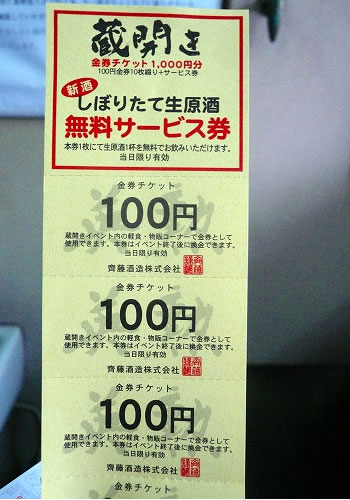 蔵開き
金券チケット1,000円分
100円金券10枚綴り+サービス券
新酒
しぼりたて生原酒
無料サービス券
本券1枚にて生原酒1杯を無料でお飲みいただけます。
当日限り有効
金券チケット
100円
蔵開きイベント内の軽食・物販コーナーで金券として
使用できます。本券はイベント終了後に換金できます。
当日限り有効
齊藤酒造株式会社
金券チケット
100円
蔵開きイベント内の軽食・物販コーナーで金券として
使用できます。本券はイベント終了後に換金できます。
当日限り有効
齊藤酒造株式会社
金券チケット
100円
蔵開きイベント内の軽食・物販コーナーで金券として
使用できます。本券はイベント終了後に換金できます。
当日限り有効
齊藤酒造株式会社